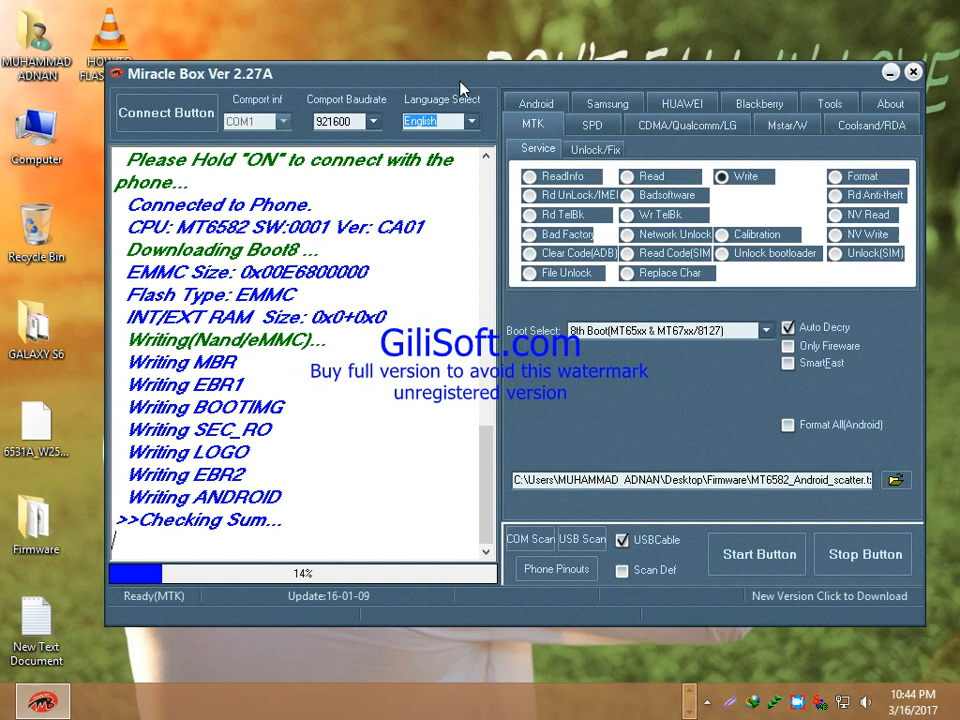 MUHAMMAD
ADNAN
Computer
Recycle Bin
GALAXY S6
6531A_W25...
Firmware
New Text
Document
Miracle Box Ver 2.27A
Connect Button
Comport inf
Comport Baudrate
Language Select
COM1
921600
English
Please Hold "ON" to connect with the
phone...
Connected to Phone.
CPU: MT6582 SW:0001 Ver: CA01
Downloading Boot8 ...
EMMC Size: 0x00E6800000
Flash Type: EMMC
INT/EXT RAM  Size: 0x0+0x0
Writing(Nand/eMMC)...
Writing MBR
Writing EBR1
Writing BOOTIMG
Writing SEC_RO
Writing LOGO
Writing EBR2
Writing ANDROID
>>Checking Sum...
14%
Android
Samsung
HUAWEI
Blackberry
Tools
About
MTK
SPD
CDMA/Qualcomm/LG
Mstar/W
Coolsand/RDA
Service
Unlock/Fix
ReadInfo
Read
Write
Format
Rd UnLock/IMEI
Badsoftware
Rd Anti-theft
Rd TelBk
Wr TelBk
NV Read
Bad Factory
Network Unlock
Calibration
NV Write
Clear Code(ADB)
Read Code(SIM
Unlock bootloader
Unlock(SIM)
File Unlock
Replace Char
Boot Select:
8th Boot(MT65xx & MT67xx/8127)
Auto Decry
Only Fireware
SmartFast
Format All(Android)
GiliSoft.com
Buy full version to avoid this watermark
unregistered version
C:\Users\MUHAMMAD  ADNAN\Desktop\Firmware\MT6582_Android_scatter.t
COM Scan
USB Scan
USBCable
Phone Pinouts
Scan Def
Start Button
Stop Button
Ready(MTK)
Update:16-01-09
New Version Click to Download
10:44 PM
3/16/2017